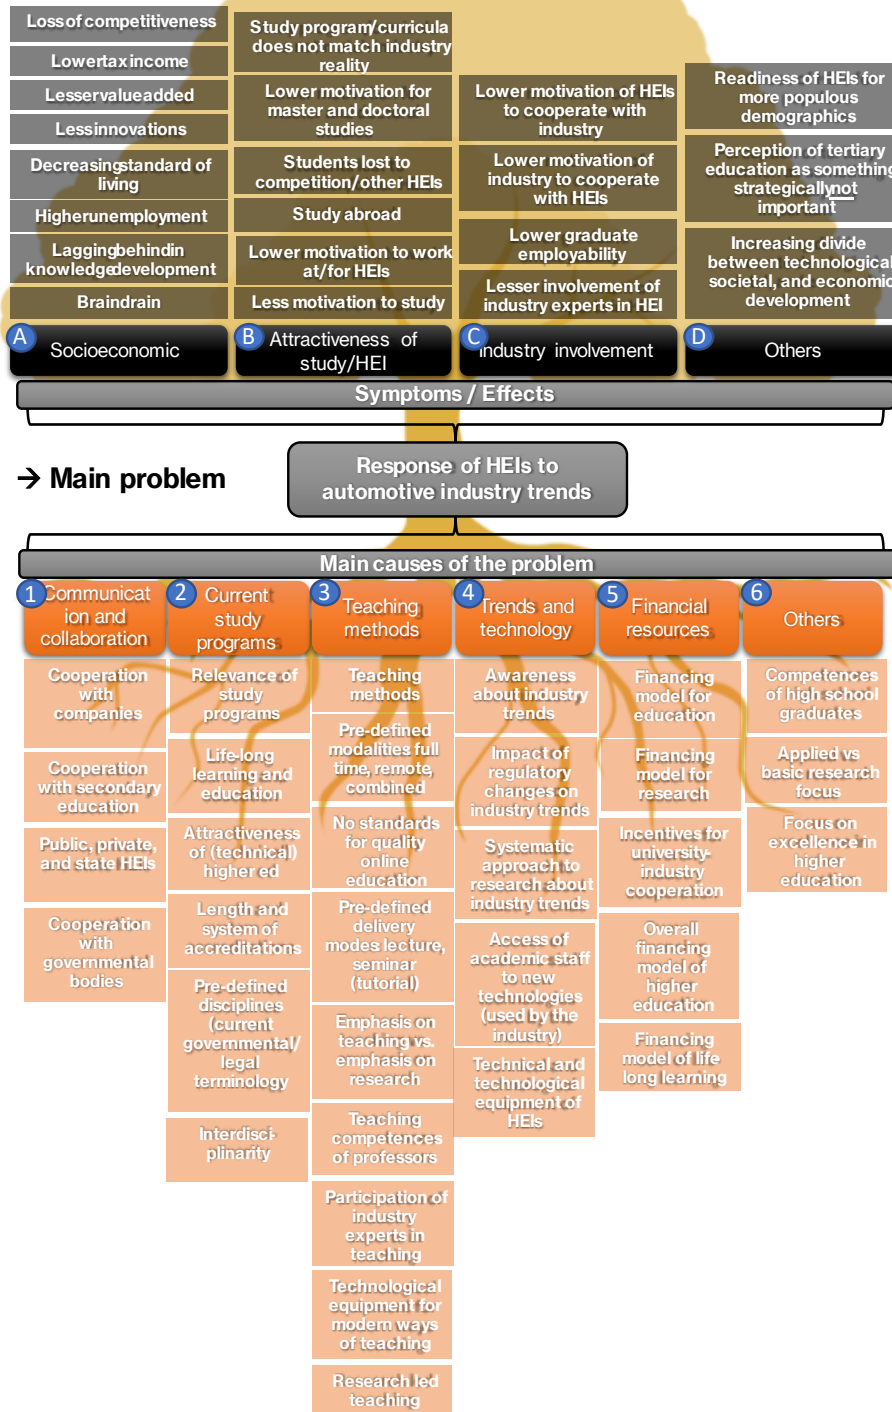 Loss of competitiveness
Lower tax income
Lesser value added
Less innovations
Decreasing standard of
living
Higher unemployment
Lagging behind in
knowledge development
Brain drain
A
Socioeconomic
Study program/curricula
does not match industry
reality
Lower motivation for
master and doctoral
studies
Students lost to
competition/other HEIs
Study abroad
Lower motivation to work
at/for HEIs
Less motivation to study
B
Attractiveness of
study/HEI
Lower motivation of HEIs
to cooperate with
industry
Lower motivation of
industry to cooperate
with HEIs
Lower graduate
employability
Lesser involvement of
industry experts in HEI
C
Industry involvement
Readiness of HEIs for
more populous
demographics
Perception of tertiary
education as something
strategically not
important
Increasing divide
between technological,
societal, and economic
development
D
Others
Symptoms / Effects
→ Main problem
Response of HEIs to
automotive industry trends
Main causes of the problem
1
Communicat
ion and
collaboration
Cooperation
with
companies
Cooperation
with secondary
education
Public, private,
and state HEIs
Cooperation
with
governmental
bodies
2
Current
study
programs
Relevance of
study
programs
Life-long
learning and
education
Attractiveness
of (technical)
higher ed
Length and
system of
accreditations
Pre-defined
disciplines
(current
governmental/
legal
terminology
Interdisci-
plinarity
3
Teaching
methods
Teaching
methods
Pre-defined
modalities full
time, remote,
combined
No standards
for quality
online
education
Pre-defined
delivery
modes lecture,
seminar
(tutorial)
Emphasis on
teaching vs.
emphasis on
research
Teaching
competences
of professors
Participation of
industry
experts in
teaching
Technological
equipment for
modern ways
of teaching
Research led
teaching
4
Trends and
technology
Awareness
about industry
trends
Impact of
regulatory
changes on
industry trends
Systematic
approach to
research about
industry trends
Access of
academic staff
to new
technologies
(used by the
industry)
Technical and
technological
equipment of
HEIs
5
Financial
resources
Financing
model for
education
Financing
model for
research
Incentives for
university-
industry
cooperation
Overall
financing
model of
higher
education
Financing
model of life-
long learning
6
Others
Competences
of high school
graduates
Applied vs
basic research
focus
Focus on
excellence in
higher
education